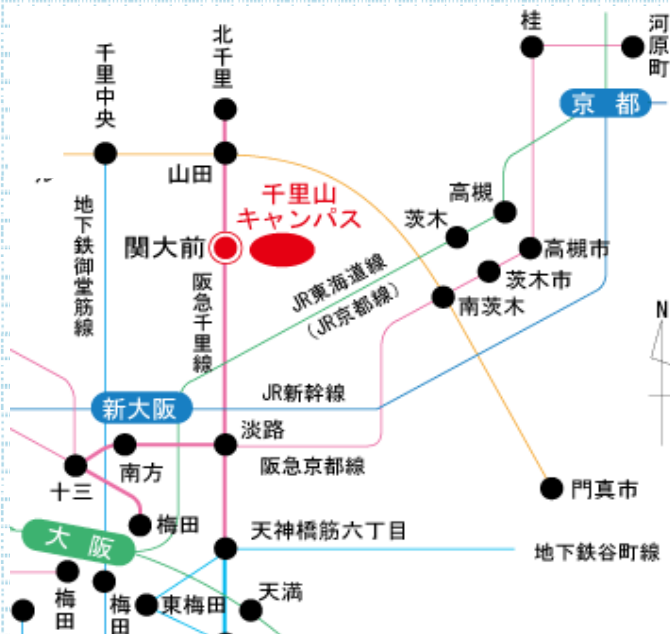 桂
河原町
北千里
千里中央
京都
山田
千里山
キャンパス
高槻
茨木
関大前
高槻市
茨木市
南茨木
地下鉄御堂筋線
阪急千里線
JR東海道線
(JR京都線)
N
JR新幹線
新大阪
淡路
阪急京都線
南方
十三
門真市
梅田
天神橋筋六丁目
大阪
地下鉄谷町線
梅田
梅田
東梅田
天満